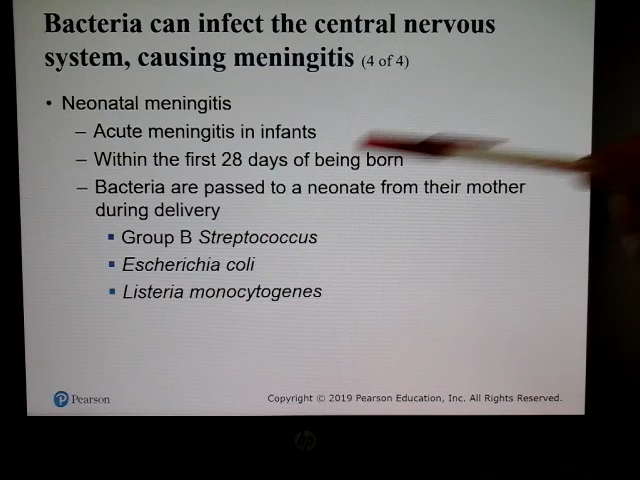 Bacteria can infect the central nervous
system, causing meningitis (4 of 4)
• Neonatal meningitis
– Acute meningitis in infants
– Within the first 28 days of being born
– Bacteria are passed to a neonate from their mother
during delivery
▪ Group B Streptococcus
▪ Escherichia coli
▪ Listeria monocytogenes
P Pearson
Copyright © 2019 Pearson Education, Inc. All Rights Reserved.
hp